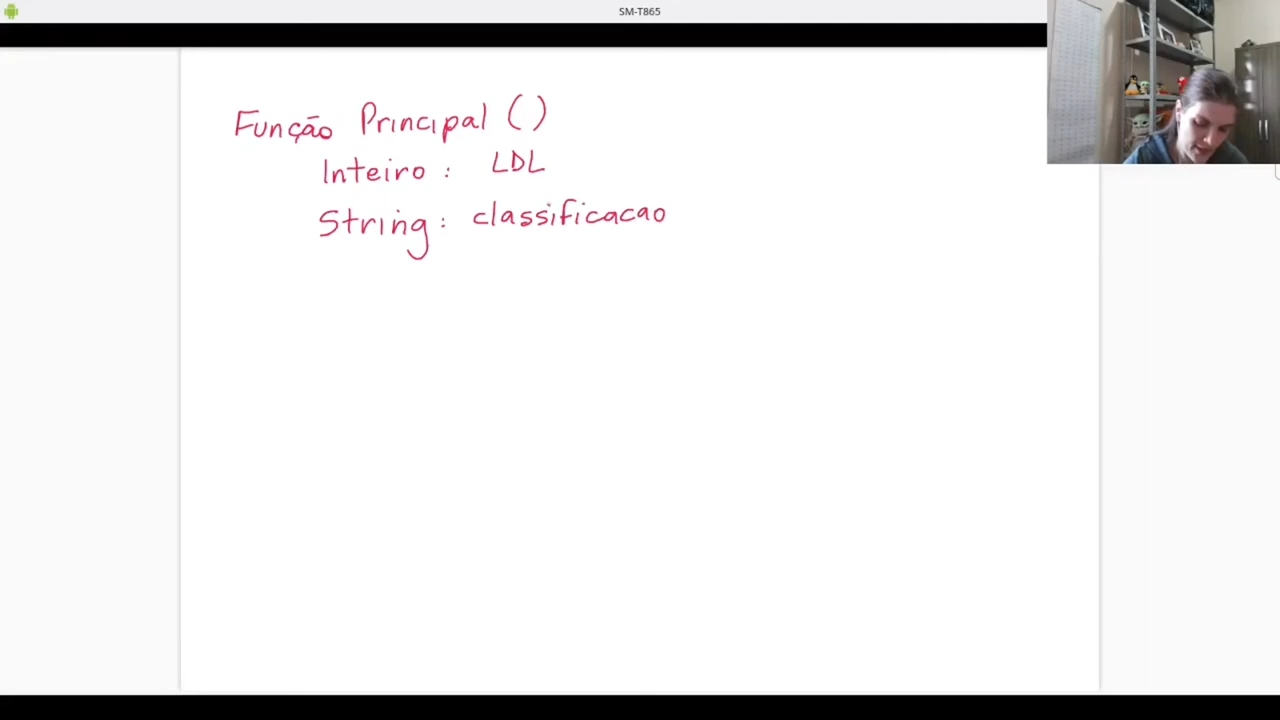 SM-T865
Função Principal ()
Inteiro : LDL
String : classificacao